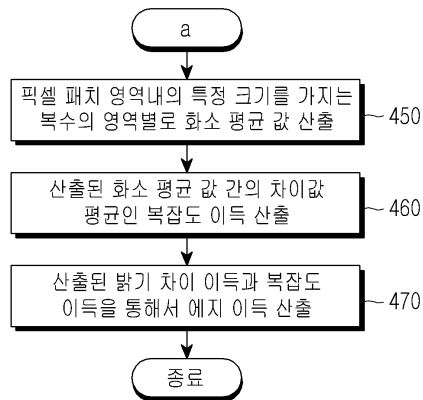 a
픽셀 패치 영역내의 특정 크기를 가지는
복수의 영역별로 화소 평균 값 산출
450
산출된 화소 평균 값 간의 차이값
평균인 복잡도 이득 산출
460
산출된 밝기 차이 이득과 복잡도
이득을 통해서 에지 이득 산출
470
종료